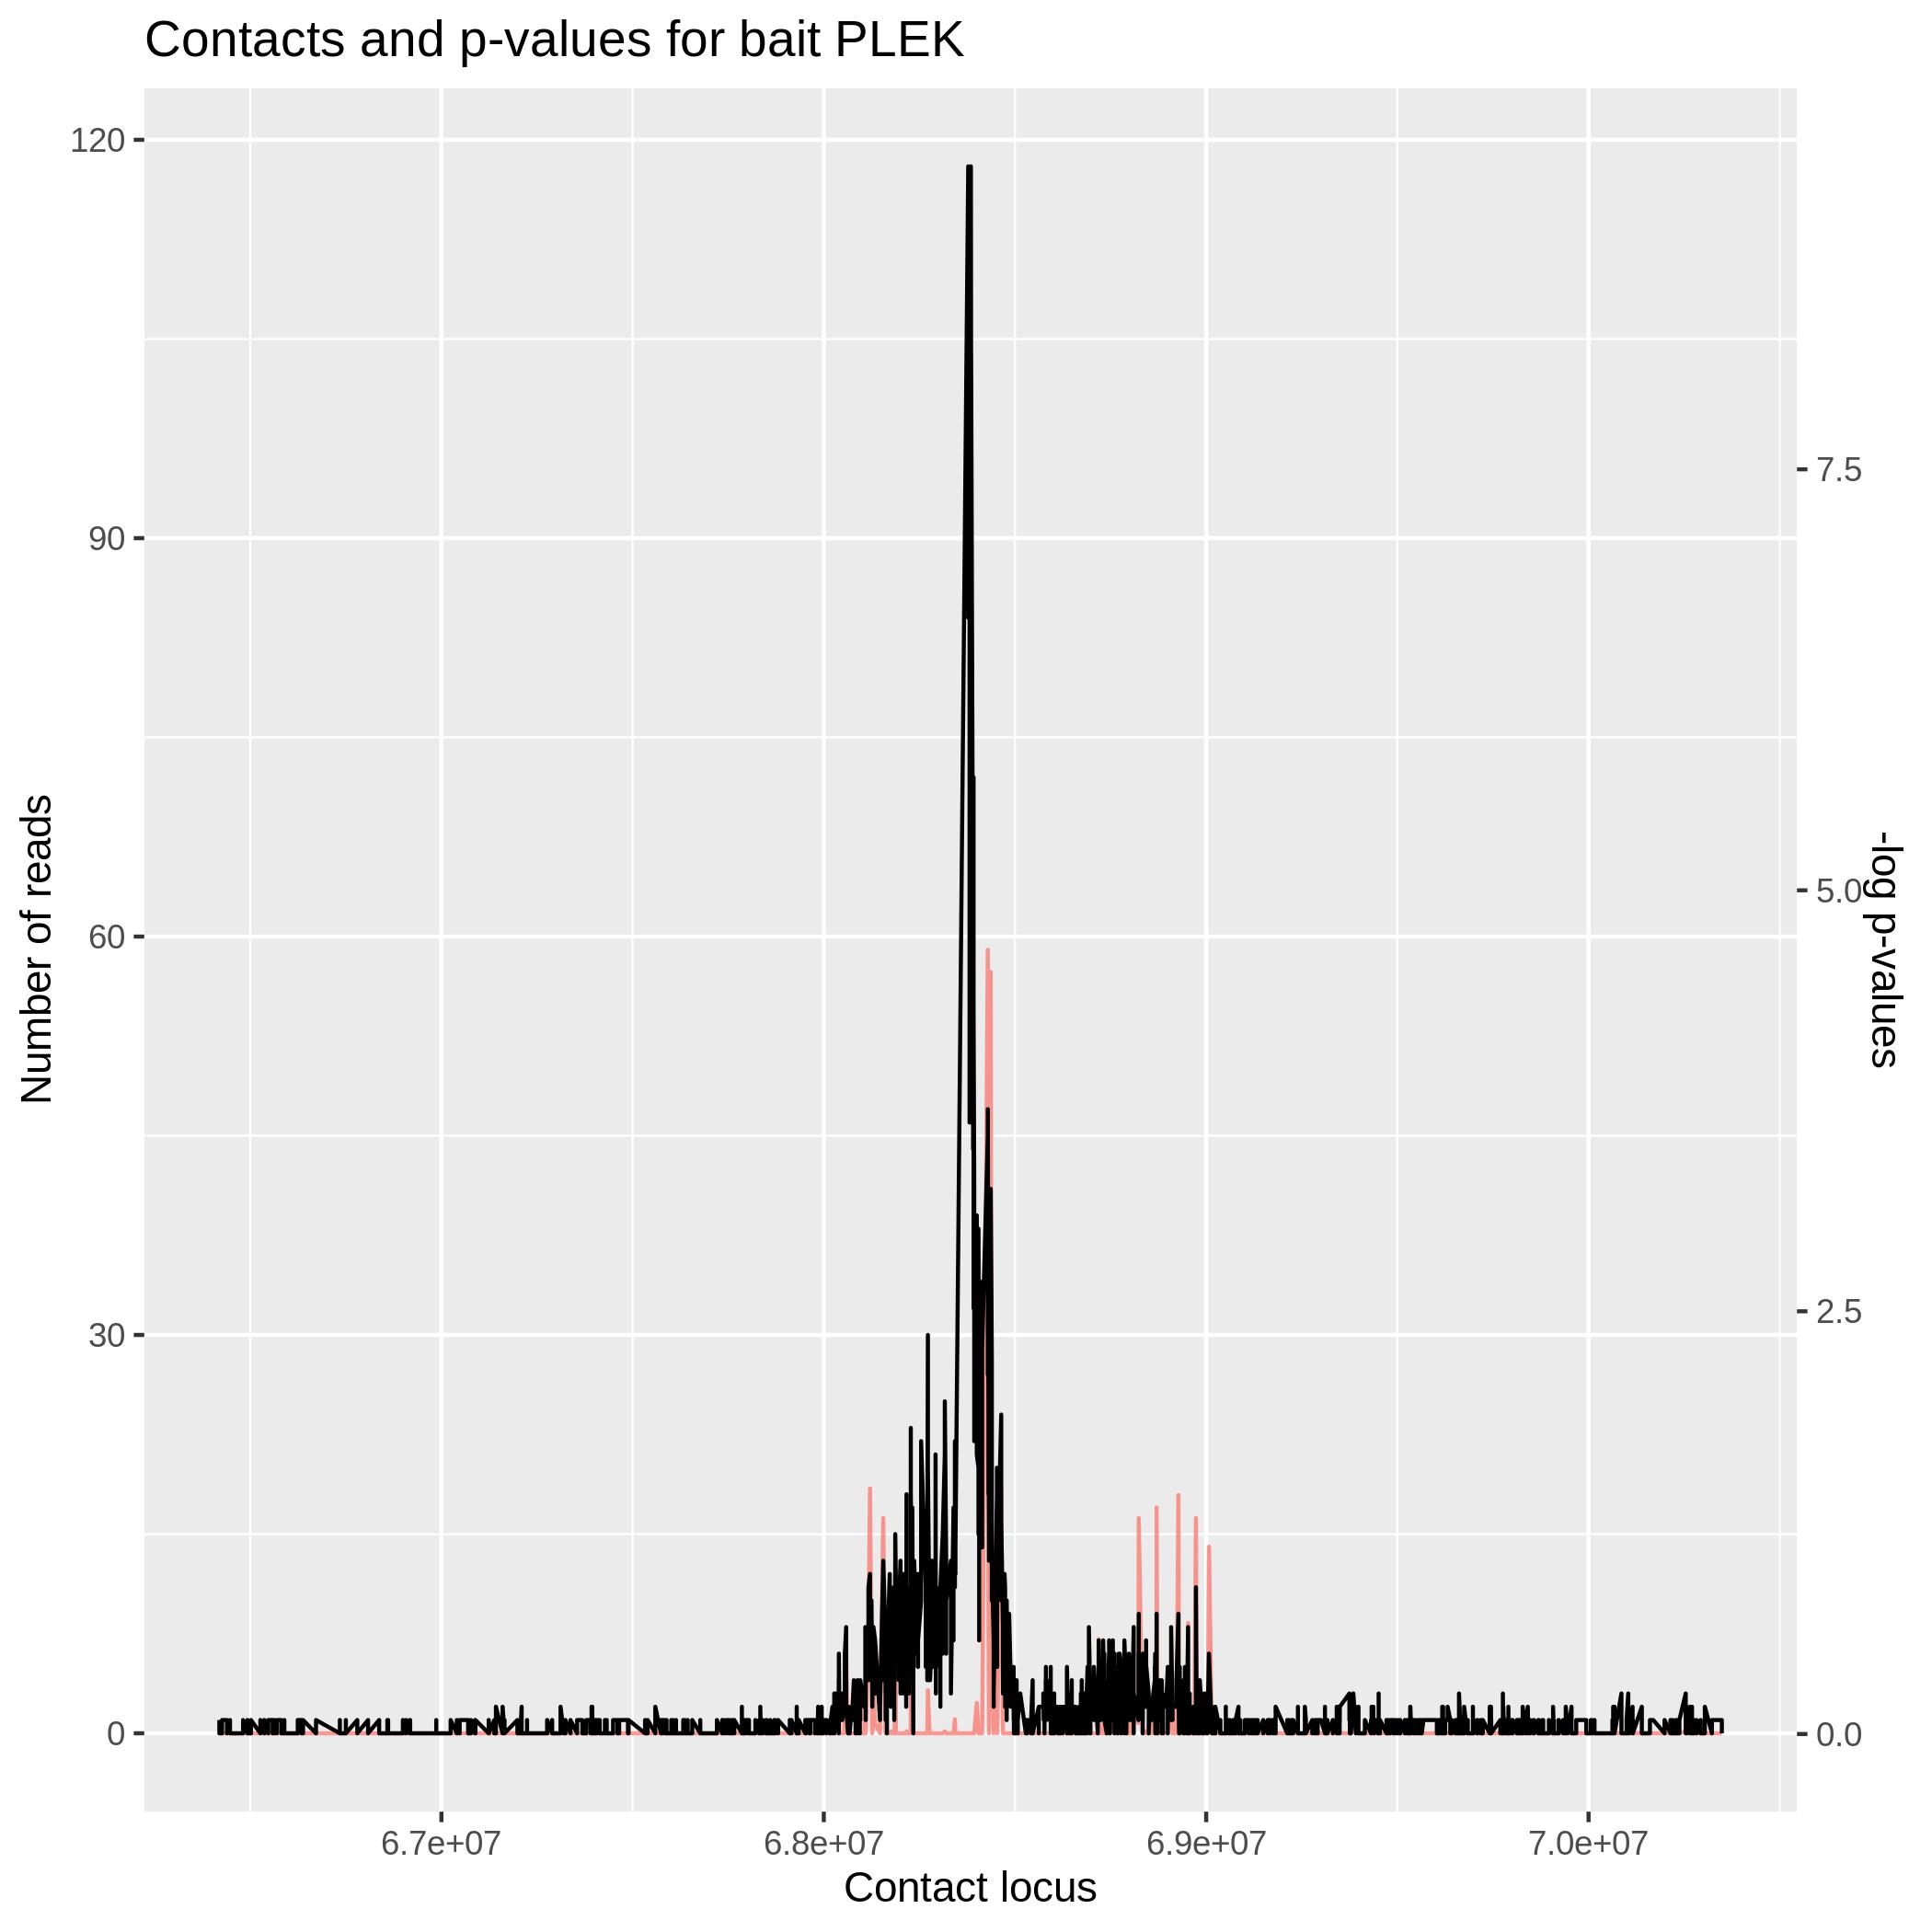 Contacts and p-values for bait PLEK
120
90
60
30
0
Number of reads
7.5
5.0
2.5
0.0
-log p-values
6.7e+07 6.8e+07 6.9e+07 7.0e+07
Contact locus